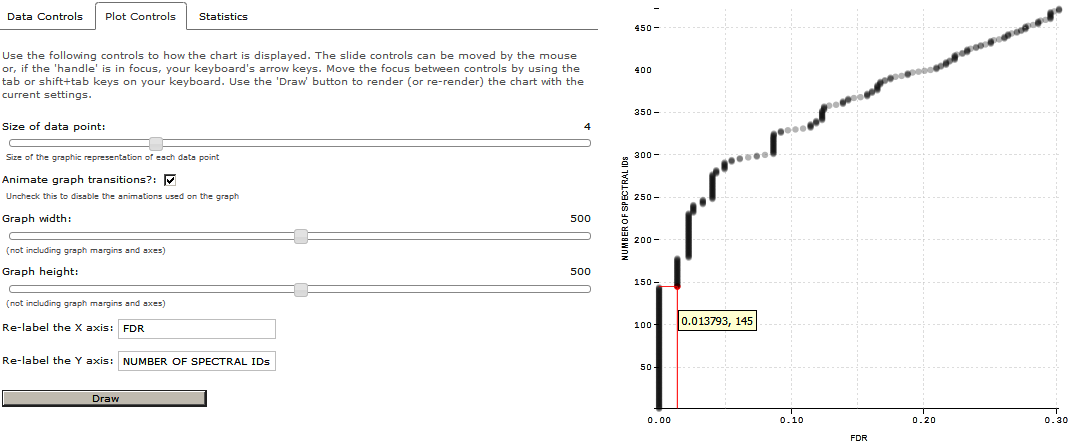 Data Controls
Plot Controls
Statistics
Use the following controls to how the chart is displayed. The slide controls can be moved by the mouse
or, if the 'handle' is in focus, your keyboard's arrow keys. Move the focus between controls by using the
tab or shift+tab keys on your keyboard. Use the 'Draw' button to render (or re-render) the chart with the
current settings.
Size of data point: 4
Size of the graphic representation of each data point
Animate graph transitions?:
Uncheck this to disable the animations used on the graph
Graph width: 500
(not including graph margins and axes)
Graph height: 500
(not including graph margins and axes)
Re-label the X axis: FDR
Re-label the Y axis: NUMBER OF SPECTRAL IDs
Draw
NUMBER OF SPECTRAL IDs
450
400
350
300
250
200
150
100
50
0.013793, 145
0.00
0.10
0.20
0.30
FDR